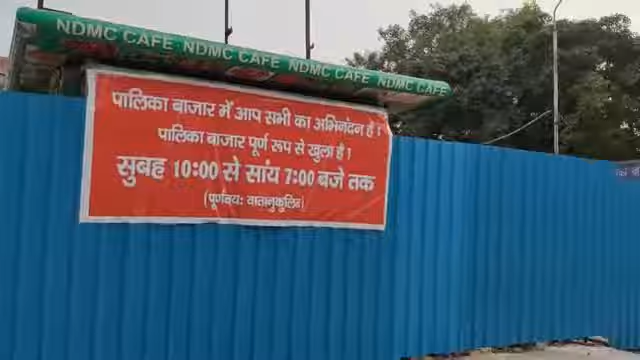 NDMC CAFE NDMC CAFE NDMC CAFE NDMC CAFE
पालिका बाजार में आप सभी का अभिनंदन है।
पालिका बाजार पूर्ण रूप से खुला है।
सुबह 10:00 से सांय 7:00 बजे तक
(पूर्णतयः वातानुकुलित)